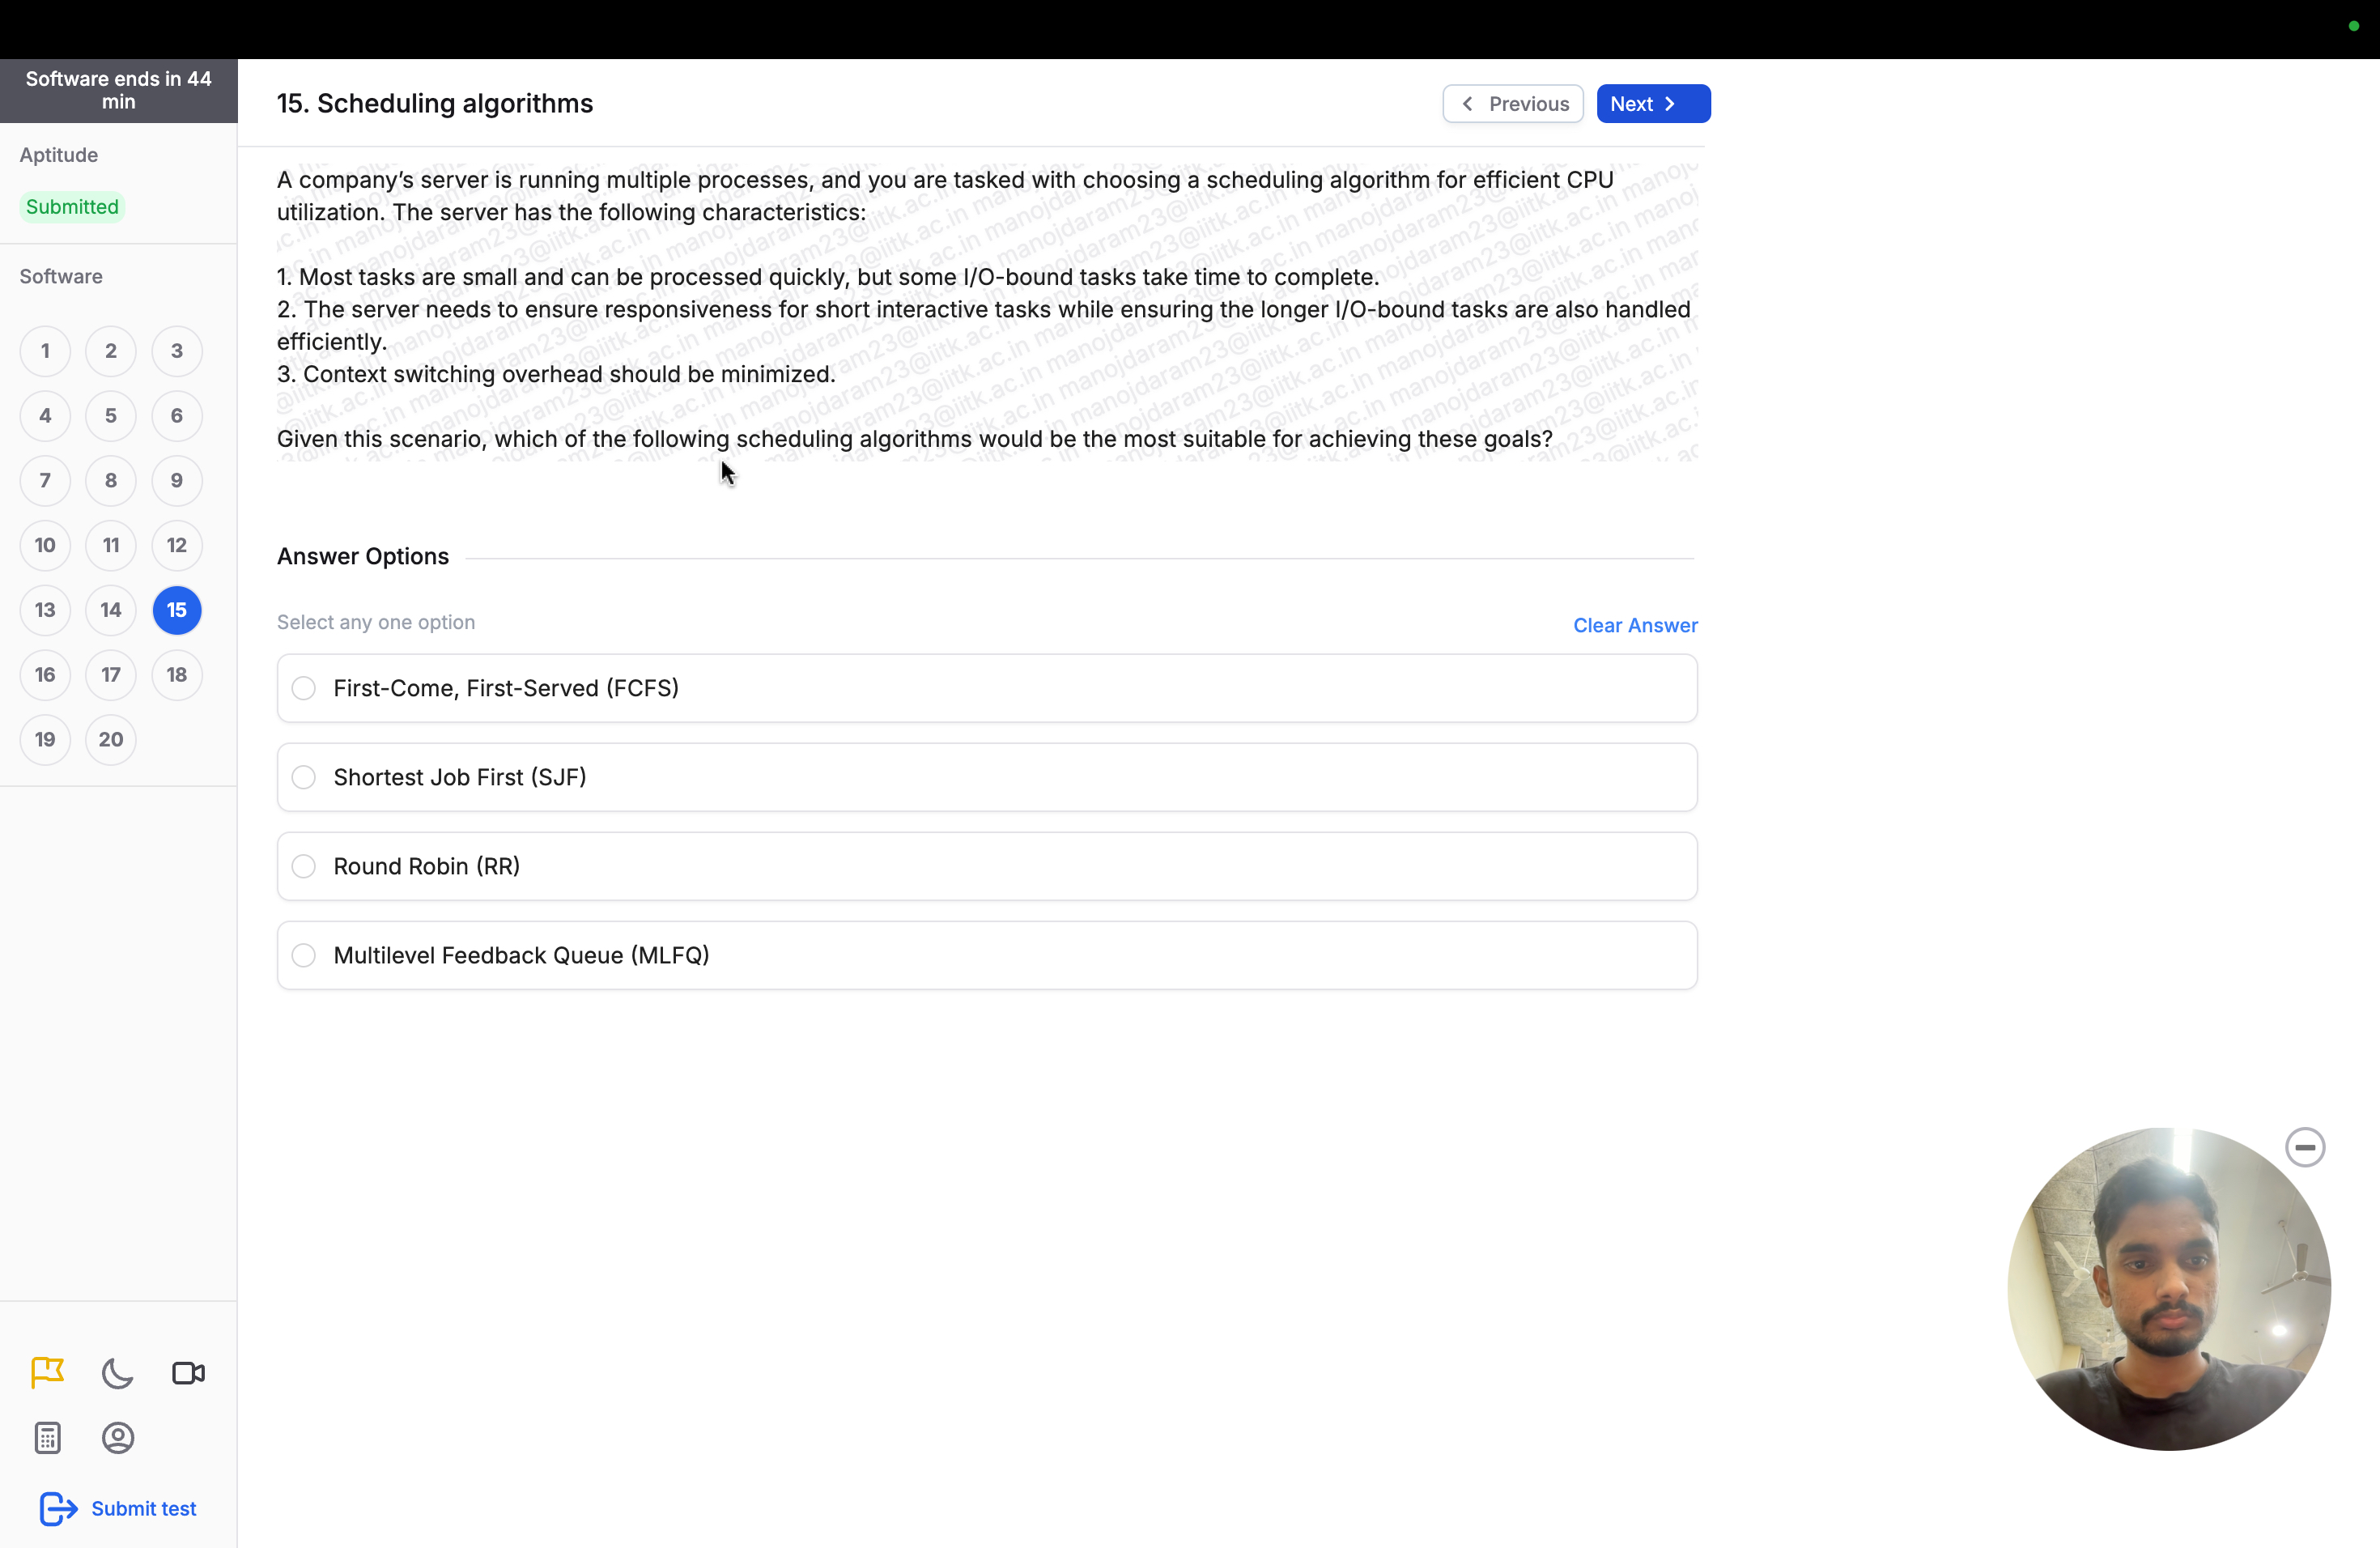 Software ends in 44
min
Aptitude
Submitted
Software
1 2 3
4 5 6
7 8 9
10 11 12
13 14 15
16 17 18
19 20
Submit test
15. Scheduling algorithms
Previous
Next
A company’s server is running multiple processes, and you are tasked with choosing a scheduling algorithm for efficient CPU
utilization. The server has the following characteristics:
1. Most tasks are small and can be processed quickly, but some I/O-bound tasks take time to complete.
2. The server needs to ensure responsiveness for short interactive tasks while ensuring the longer I/O-bound tasks are also handled
efficiently.
3. Context switching overhead should be minimized.
Given this scenario, which of the following scheduling algorithms would be the most suitable for achieving these goals?
manojdaram23@iitk.ac.in
Answer Options
Select any one option
Clear Answer
First-Come, First-Served (FCFS)
Shortest Job First (SJF)
Round Robin (RR)
Multilevel Feedback Queue (MLFQ)